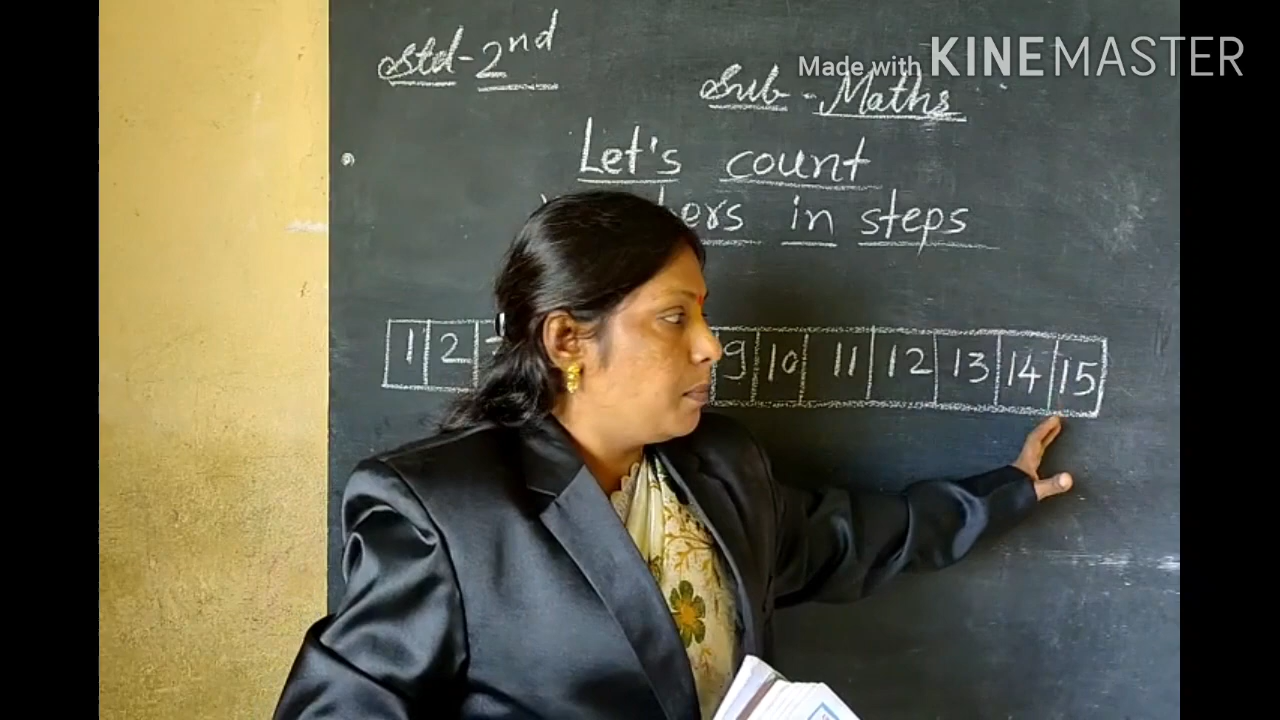 Std-2nd
Made with KINEMASTER
Sub-Maths
Let's count
in steps
1 2 9 10 11 12 13 14 15